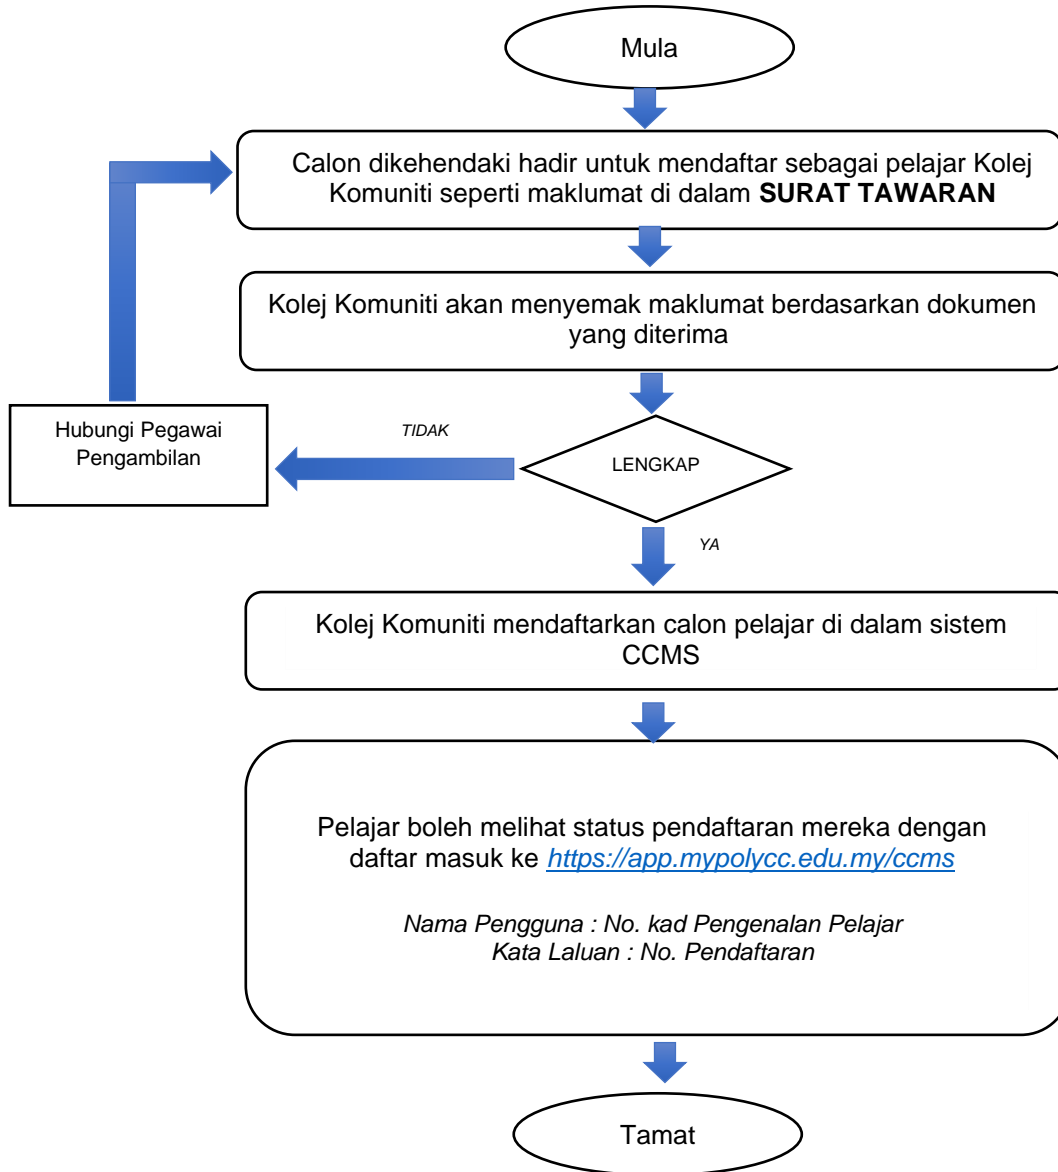 Mula
Calon dikehendaki hadir untuk mendaftar sebagai pelajar Kolej
Komuniti seperti maklumat di dalam SURAT TAWARAN
Kolej Komuniti akan menyemak maklumat berdasarkan dokumen
yang diterima
Hubungi Pegawai
Pengambilan
TIDAK
LENGKAP
YA
Kolej Komuniti mendaftarkan calon pelajar di dalam sistem
CCMS
Pelajar boleh melihat status pendaftaran mereka dengan
daftar masuk ke https://app.mypolycc.edu.my/ccms
Nama Pengguna : No. kad Pengenalan Pelajar
Kata Laluan : No. Pendaftaran
Tamat